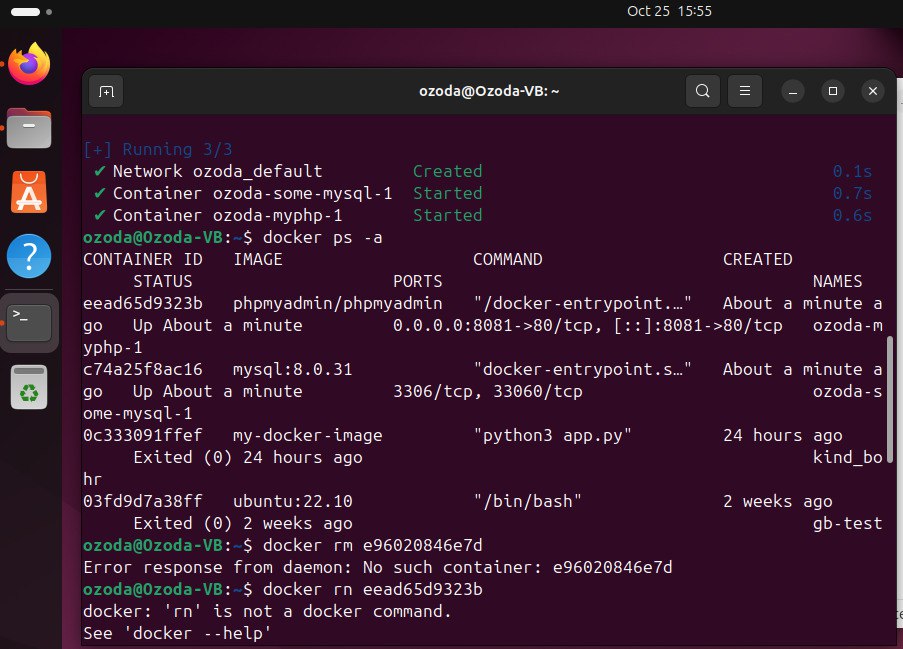 Oct 25 15:55
ozoda@Ozoda-VB: ~
[+] Running 3/3
✔ Network ozoda_default Created 0.1s
✔ Container ozoda-some-mysql-1 Started 0.7s
✔ Container ozoda-myphp-1 Started 0.6s
ozoda@Ozoda-VB:~$ docker ps -a
CONTAINER ID IMAGE COMMAND CREATED
STATUS PORTS NAMES
eead65d9323b phpmyadmin/phpmyadmin "/docker-entrypoint.…" About a minute a
go Up About a minute 0.0.0.0:8081->80/tcp, [::]:8081->80/tcp ozoda-m
yphp-1
c74a25f8ac16 mysql:8.0.31 "docker-entrypoint.s…" About a minute a
go Up About a minute 3306/tcp, 33060/tcp ozoda-s
ome-mysql-1
0c333091ffef my-docker-image "python3 app.py" 24 hours ago
Exited (0) 24 hours ago kind_bo
hr
03fd9d7a38ff ubuntu:22.10 "/bin/bash" 2 weeks ago
Exited (0) 2 weeks ago gb-test
ozoda@Ozoda-VB:~$ docker rm e96020846e7d
Error response from daemon: No such container: e96020846e7d
ozoda@Ozoda-VB:~$ docker rn eead65d9323b
docker: 'rn' is not a docker command.
See 'docker --help'